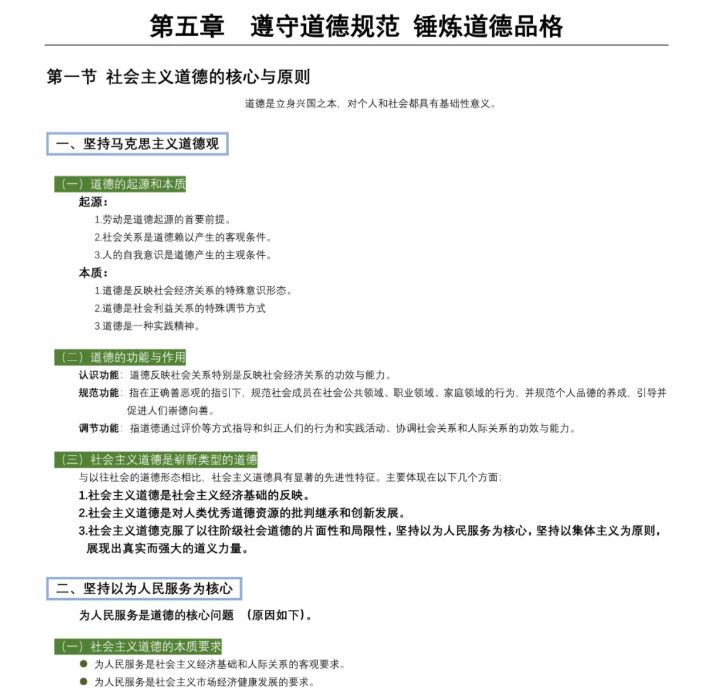 第五章 遵守道德规范 锤炼道德品格
第一节 社会主义道德的核心与原则
道德是立身兴国之本，对个人和社会都具有基础性意义。
一、坚持马克思主义道德观
（一）道德的起源和本质
起源：
1.劳动是道德起源的首要前提。
2.社会关系是道德赖以产生的客观条件。
3.人的自我意识是道德产生的主观条件。
本质：
1.道德是反映社会经济关系的特殊意识形态。
2.道德是社会利益关系的特殊调节方式
3.道德是一种实践精神。
（二）道德的功能与作用
认识功能：道德反映社会关系特别是反映社会经济关系的功效与能力。
规范功能：指在正确善恶观的指引下，规范社会成员在社会公共领域、职业领域、家庭领域的行为，并规范个人品德的养成，引导并
促进人们崇德向善。
调节功能：指道德通过评价等方式指导和纠正人们的行为和实践活动、协调社会关系和人际关系的功效与能力。
（三）社会主义道德是崭新类型的道德
与以往社会的道德形态相比，社会主义道德具有显著的先进性特征。主要体现在以下几个方面：
1.社会主义道德是社会主义经济基础的反映。
2.社会主义道德是对人类优秀道德资源的批判继承和创新发展。
3.社会主义道德克服了以往阶级社会道德的片面性和局限性，坚持以为人民服务为核心，坚持以集体主义为原则，
展现出真实而强大的道义力量。
二、坚持以为人民服务为核心
为人民服务是道德的核心问题 （原因如下）。
（一）社会主义道德的本质要求
● 为人民服务是社会主义经济基础和人际关系的客观要求。
● 为人民服务是社会主义市场经济健康发展的要求。